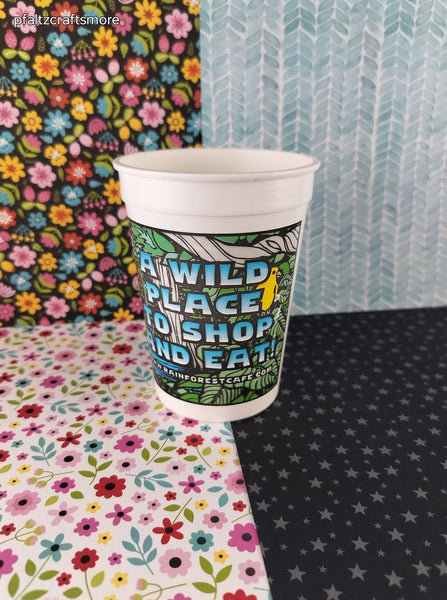 pfaltzcraftsmore
A WILD
PLACE
TO SHOP
AND EAT!
WWW.RAINFORESTCAFE.COM